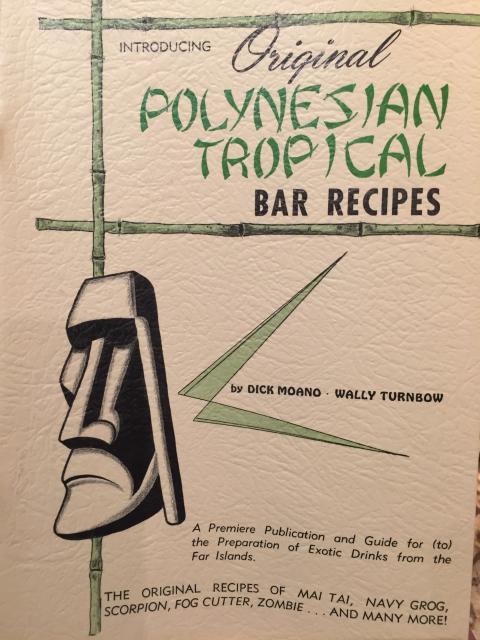 INTRODUCING Original
POLYNESIAN
TROPICAL
BAR RECIPES
by DICK MOANO · WALLY TURNBOW
A Premiere Publication and Guide for (to)
the Preparation of Exotic Drinks from the
Far Islands.
THE ORIGINAL RECIPES OF MAI TAI, NAVY GROG,
SCORPION, FOG CUTTER, ZOMBIE . . . AND MANY MORE!